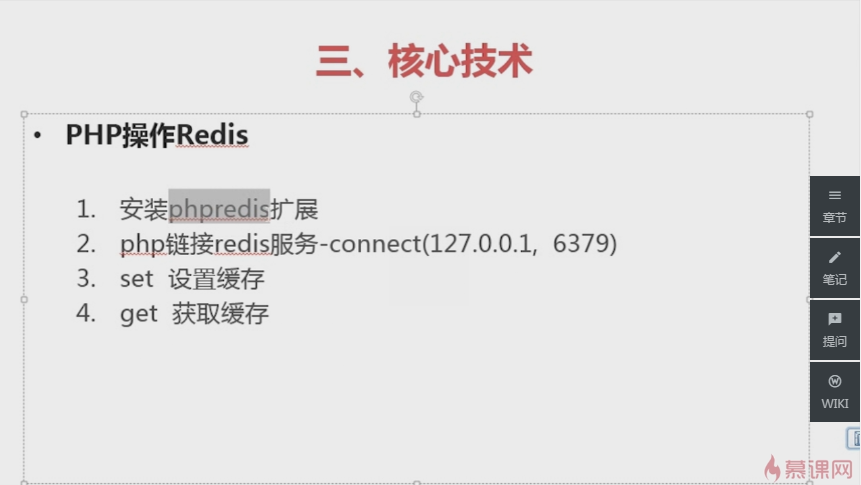 三、核心技术
• PHP操作Redis
1. 安装phpredis扩展
2. php链接redis服务-connect(127.0.0.1, 6379)
3. set 设置缓存
4. get 获取缓存
章节
笔记
提问
WIKI
慕课网